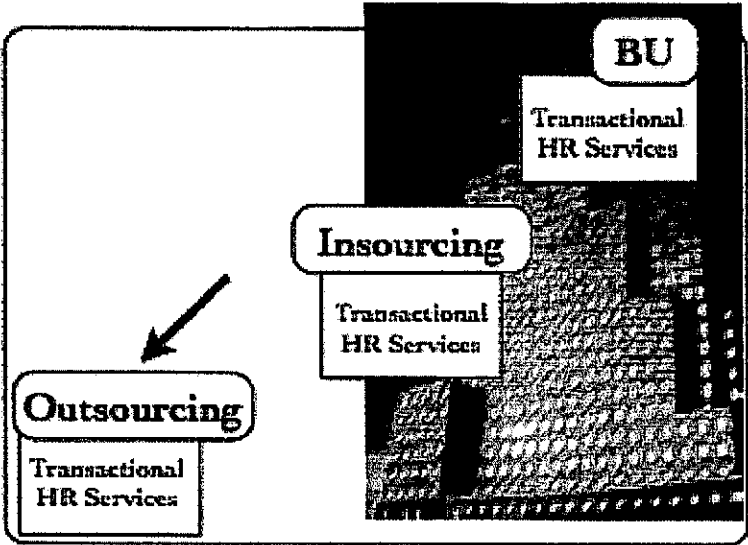 BU
Transactional
HR Services
Insourcing
Transactional
HR Services
Outsourcing
Transactional
HR Services